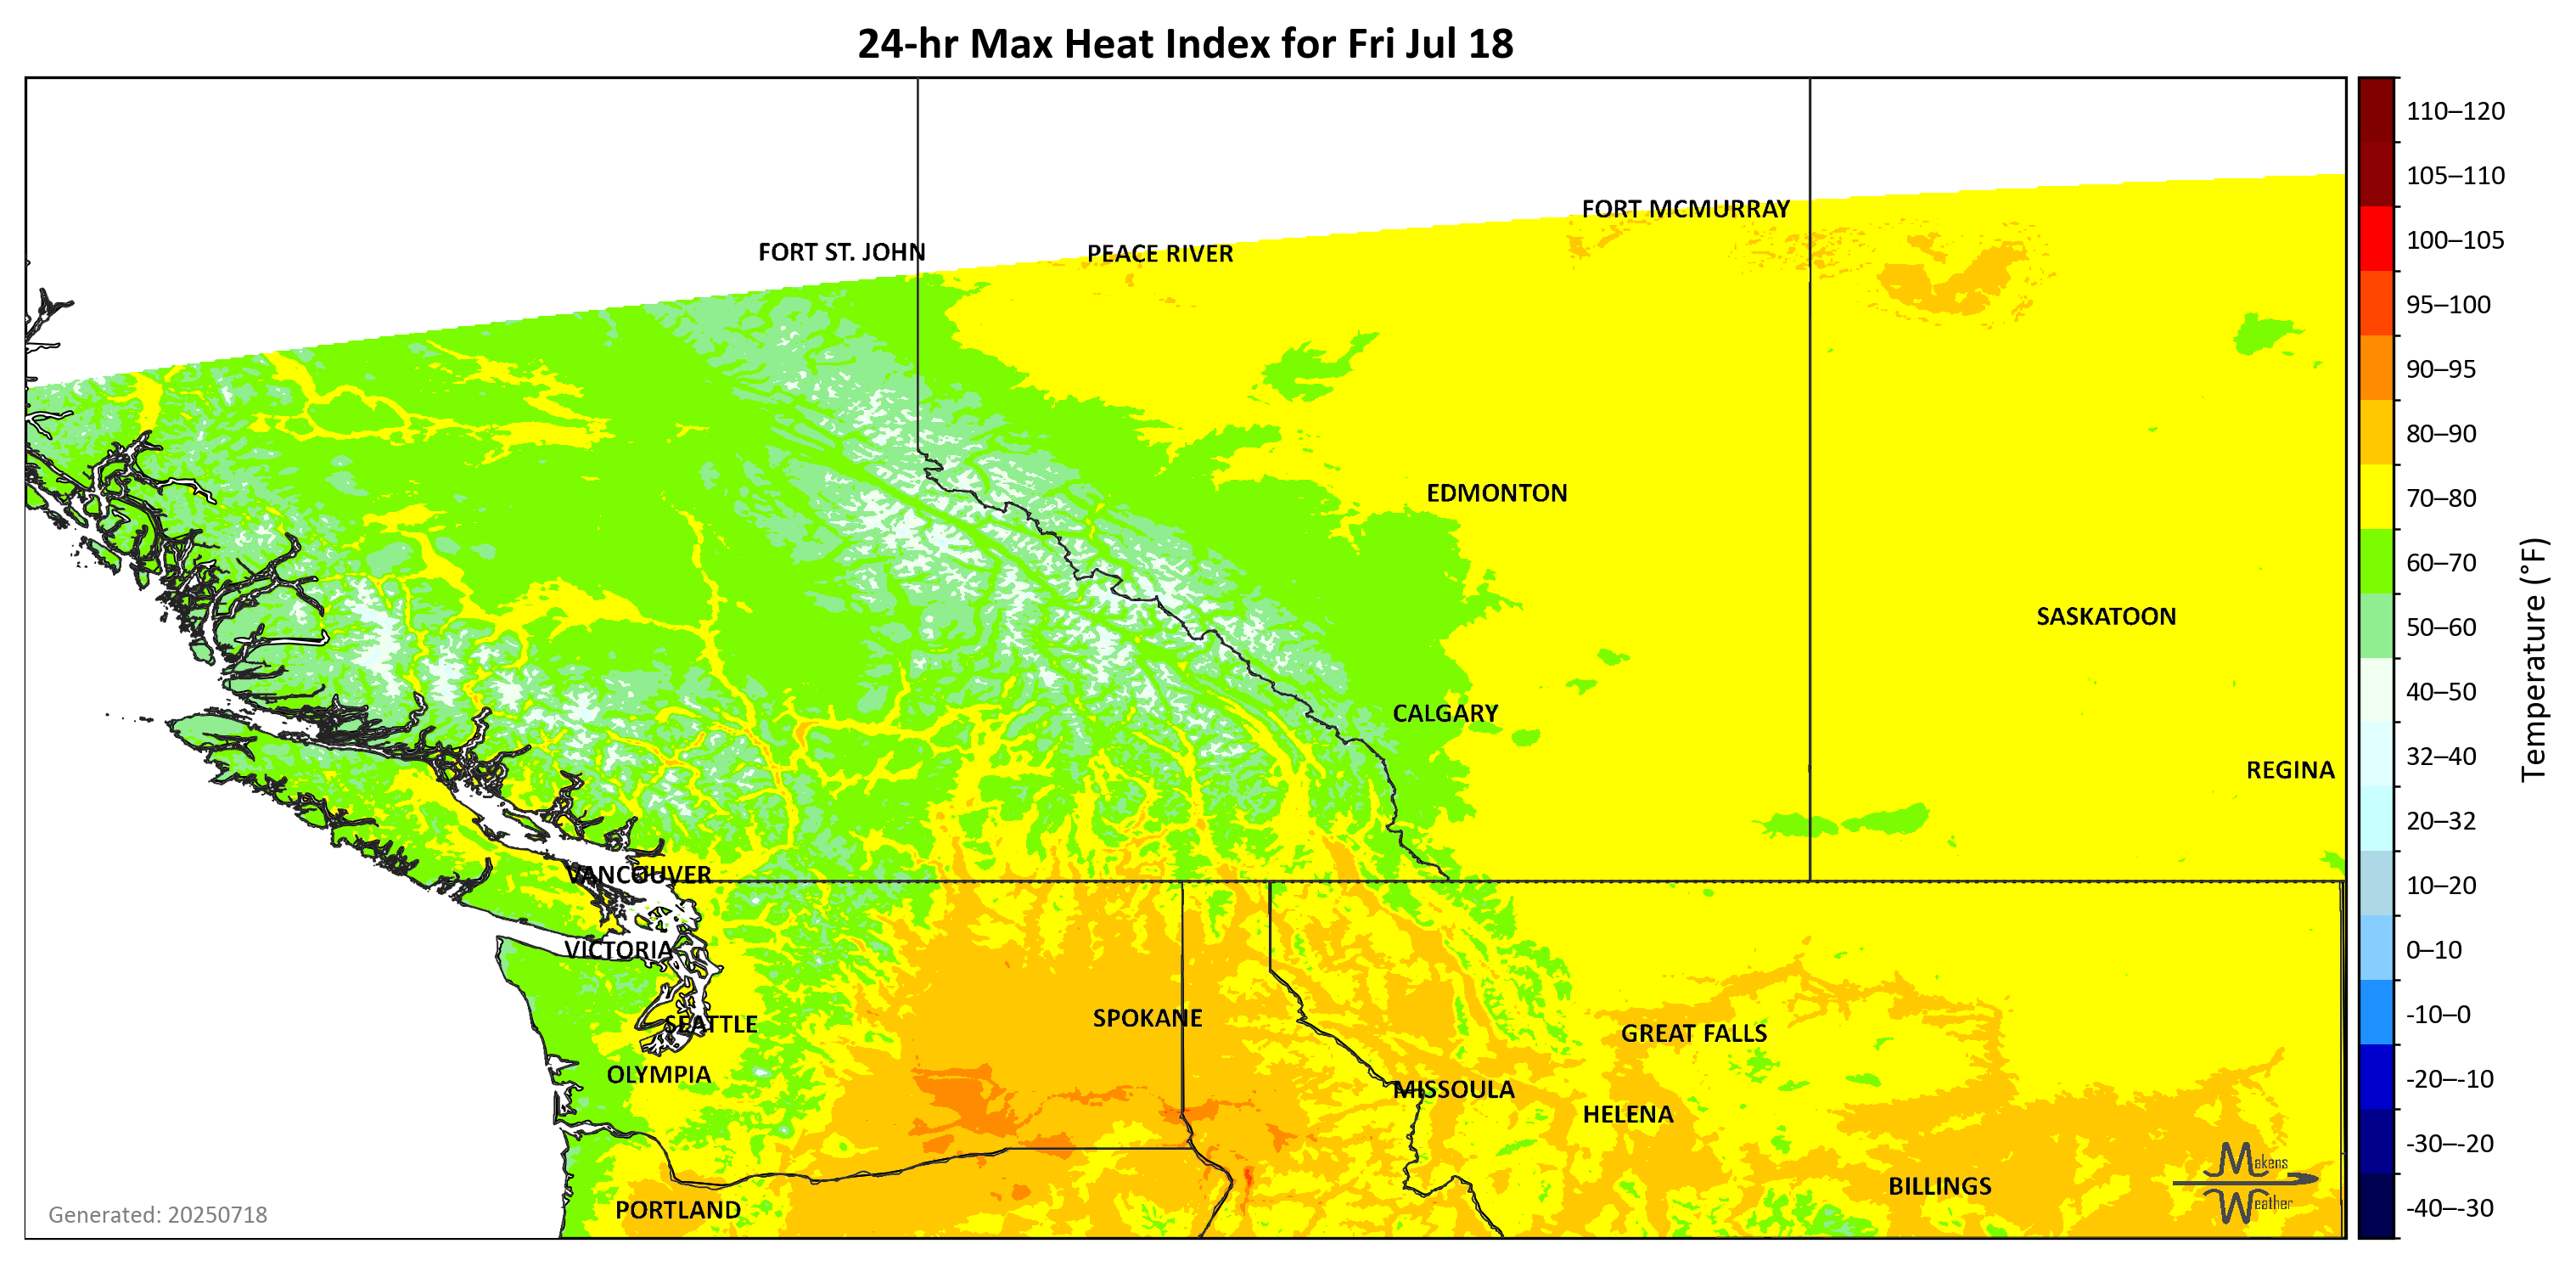 24-hr Max Heat Index for Fri Jul 18
110–120
105–110
FORT MCMURRAY
100–105
FORT ST. JOHN
PEACE RIVER
95–100
90–95
80–90
EDMONTON
70–80
60–70
SASKATOON
50–60
40–50
CALGARY
32–40
REGINA
Temperature (°F)
20–32
VANCOUVER
10–20
VICTORIA
0–10
SEATTLE
SPOKANE
GREAT FALLS
-10–0
OLYMPIA
MISSOULA
-20–-10
HELENA
-30–-20
Makens
Weather
BILLINGS
PORTLAND
-40–-30
Generated: 20250718